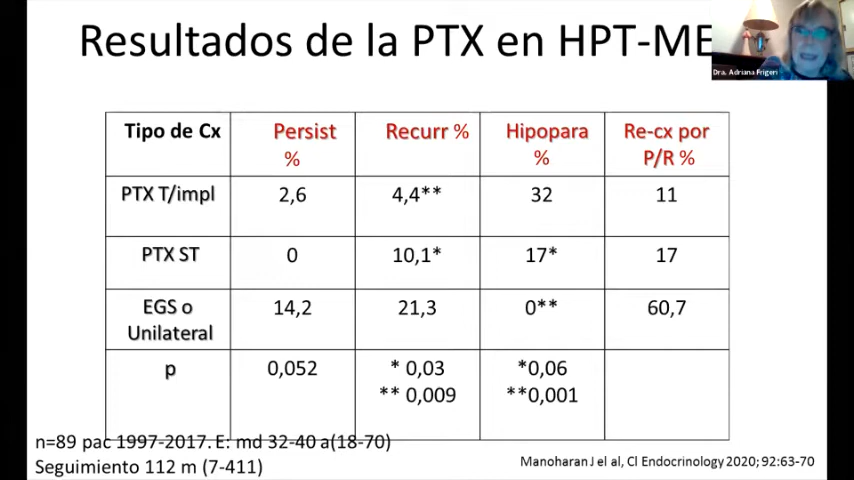 Resultados de la PTX en HPT-ME
Dra. Adriana Frigeri
Tipo de Cx Persist % Recurr % Hipopara % Re-cx por P/R %
PTX T/impl 2,6 4,4** 32 11
PTX ST 0 10,1* 17* 17
EGS o Unilateral 14,2 21,3 0** 60,7
p 0,052 * 0,03 ** 0,009 *0,06 **0,001
n=89 pac 1997-2017. E: md 32-40 a(18-70)
Seguimiento 112 m (7-411)
Manoharan J el al, Cl Endocrinology 2020; 92:63-70